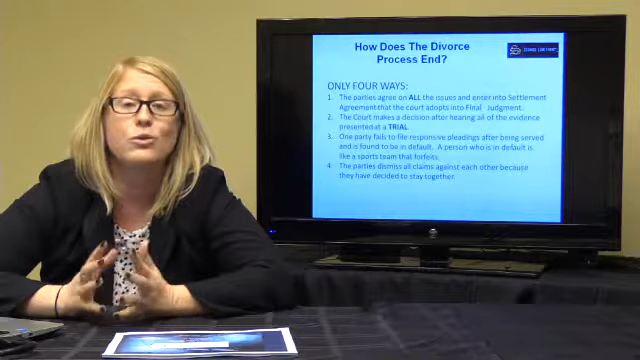 How Does The Divorce
Process End?
ONLY FOUR WAYS:
1. The parties agree on ALL the issues and enter into Settlement
Agreement that the court adopts into Final Judgment.
2. The Court makes a decision after hearing all of the evidence
presented at a TRIAL.
3. One party fails to file responsive pleadings after being served
and is found to be in default. A person who is in default is
like a sports team that forfeits.
4. The parties dismiss all claims against each other because
they have decided to stay together.